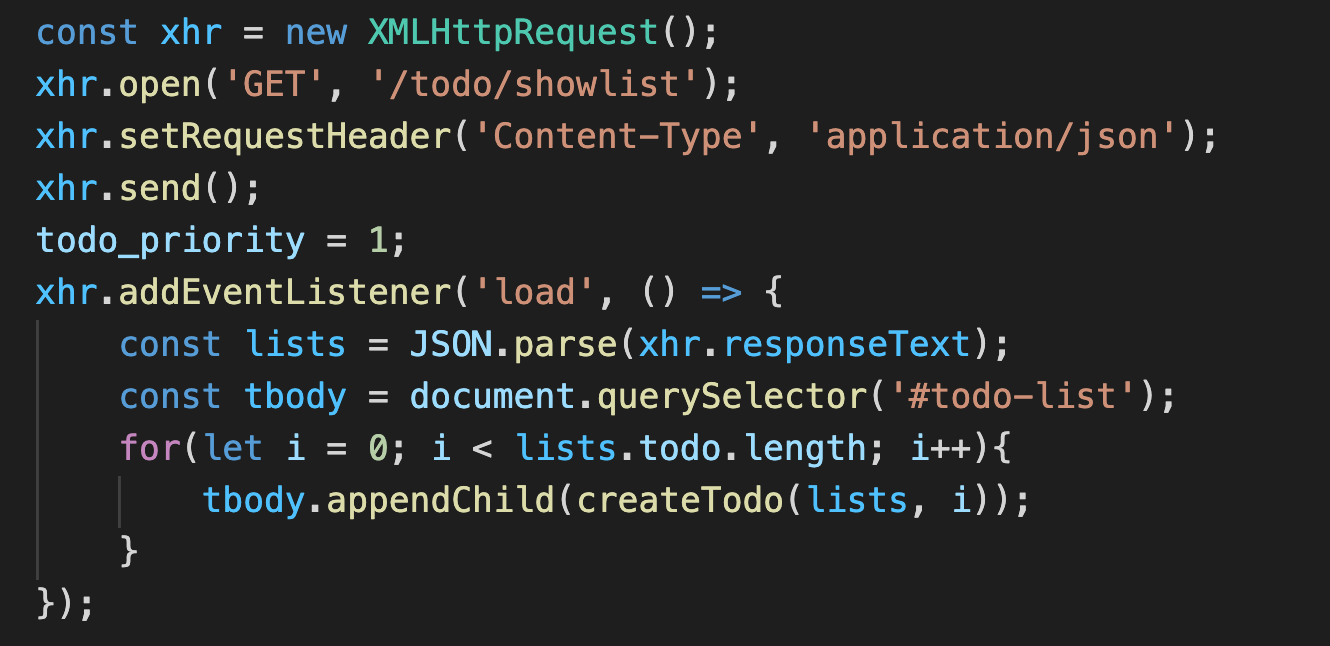 const xhr = new XMLHttpRequest();
xhr.open('GET', '/todo/showlist');
xhr.setRequestHeader('Content-Type', 'application/json');
xhr.send();
todo_priority = 1;
xhr.addEventListener('load', () => {
    const lists = JSON.parse(xhr.responseText);
    const tbody = document.querySelector('#todo-list');
    for(let i = 0; i < lists.todo.length; i++){
        tbody.appendChild(createTodo(lists, i));
    }
});